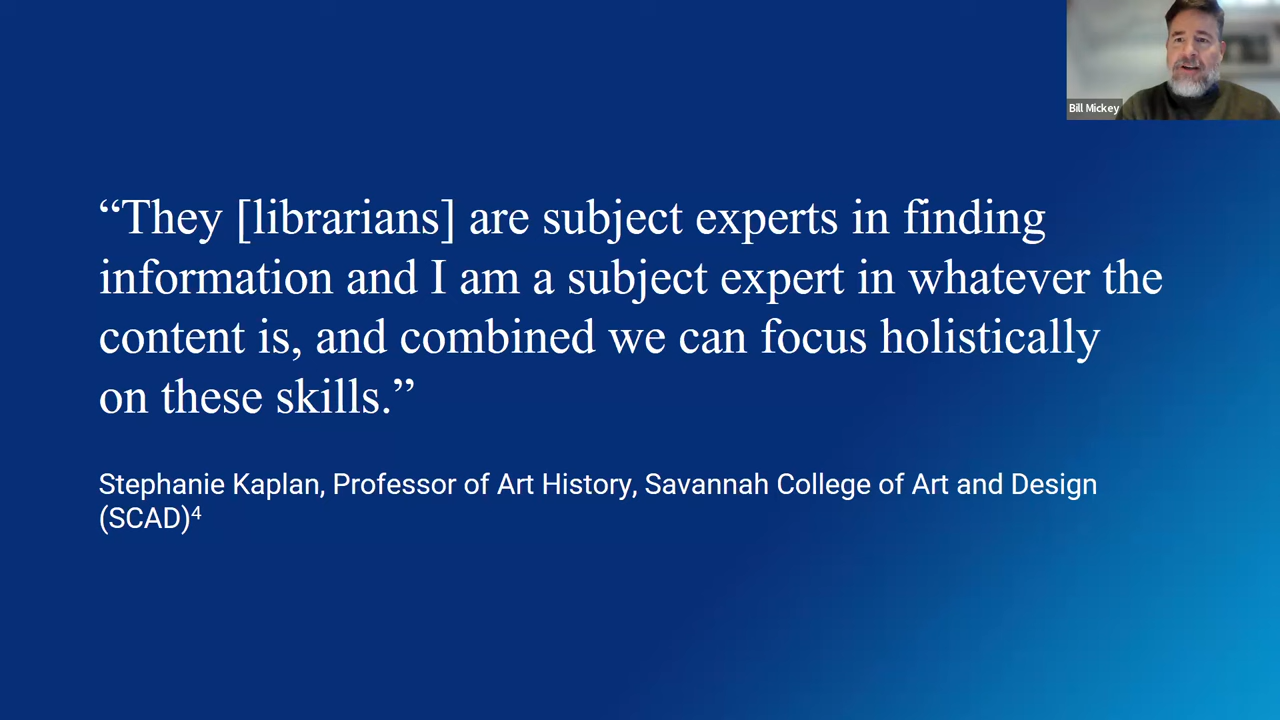 Bill Mickey
“They [librarians] are subject experts in finding
information and I am a subject expert in whatever the
content is, and combined we can focus holistically
on these skills.”
Stephanie Kaplan, Professor of Art History, Savannah College of Art and Design
(SCAD)⁴